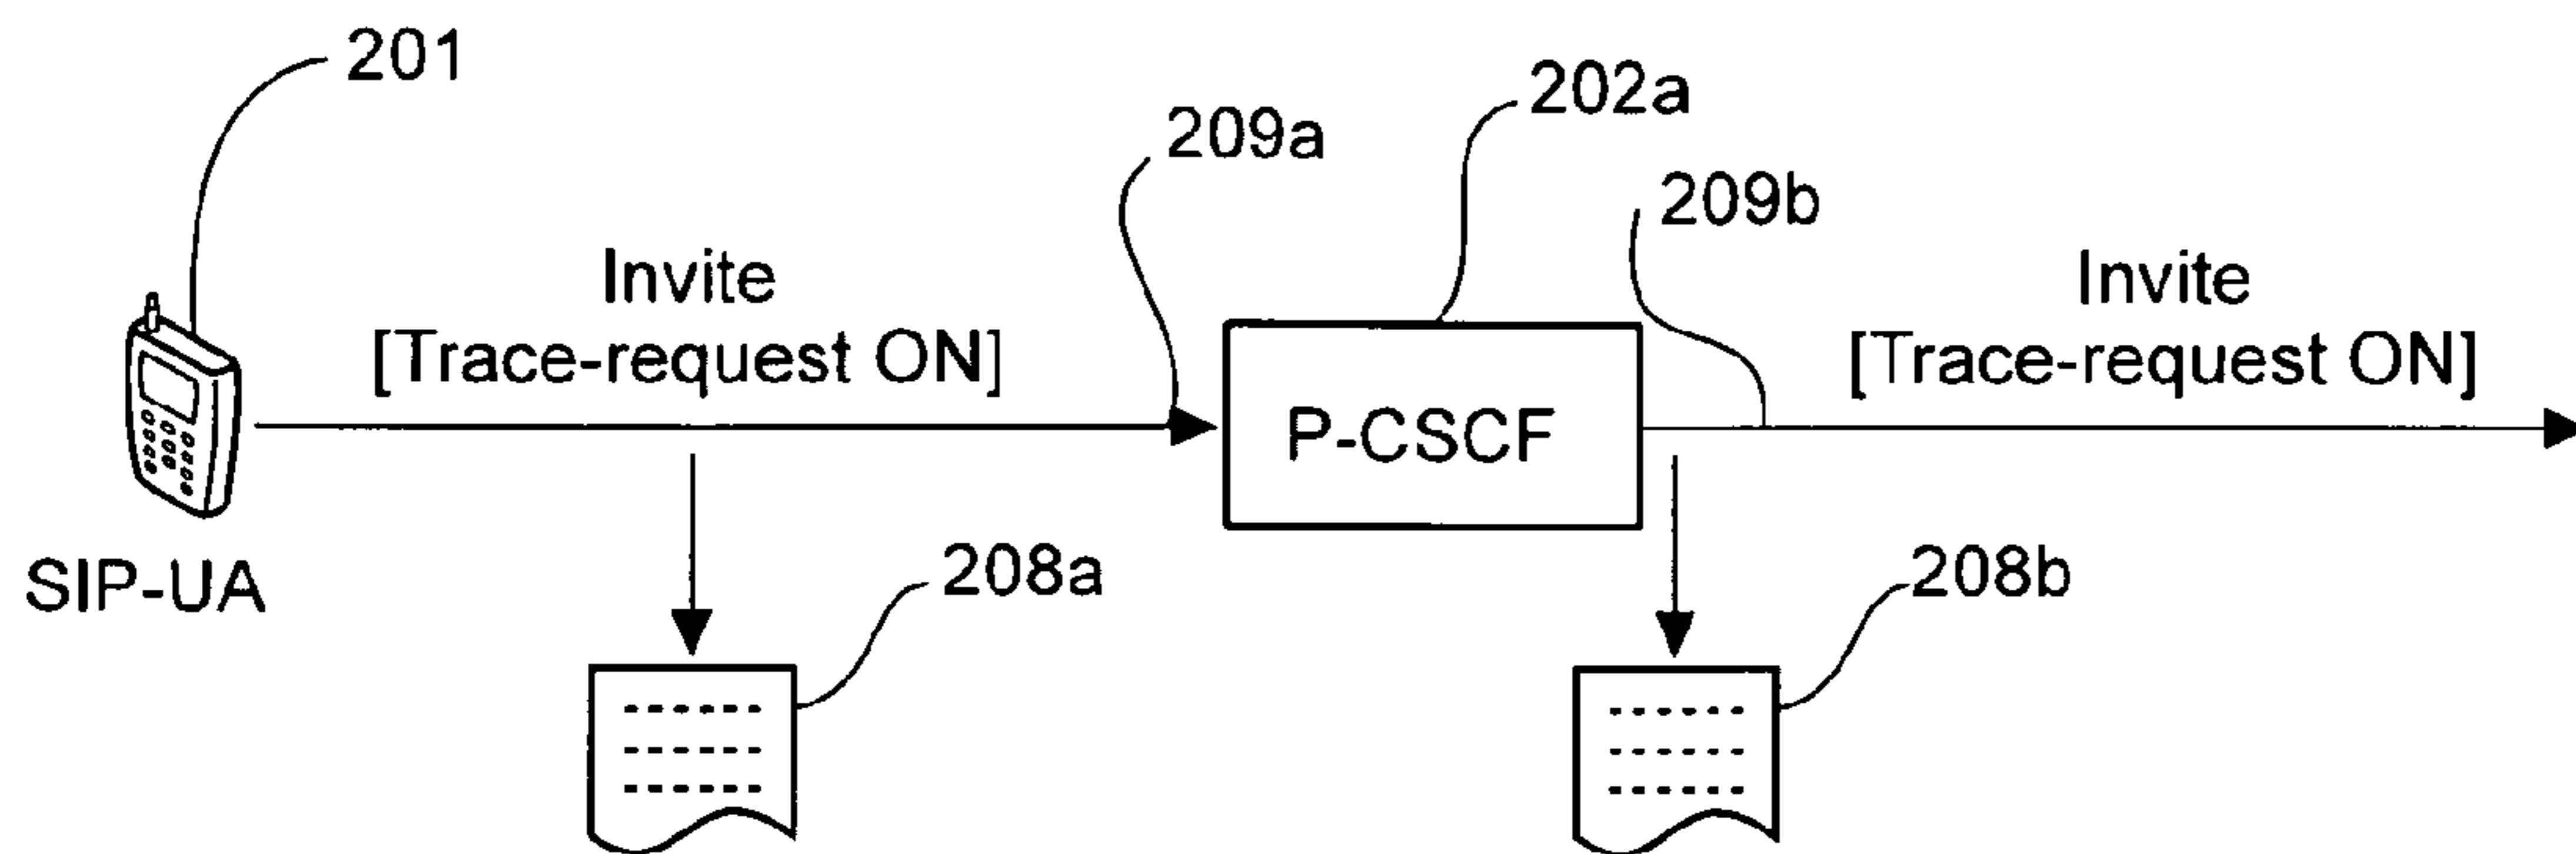 201
202a
209a
209b
Invite
[Trace-request ON]
Invite
[Trace-request ON]
P-CSCF
SIP-UA
208a
208b